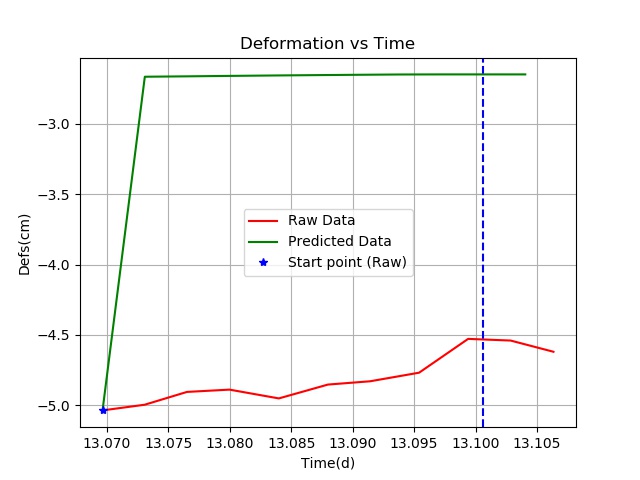 Deformation vs Time
Defs(cm)
−3.0
−3.5
−4.0
−4.5
−5.0
Raw Data
Predicted Data
Start point (Raw)
13.070 13.075 13.080 13.085 13.090 13.095 13.100 13.105
Time(d)